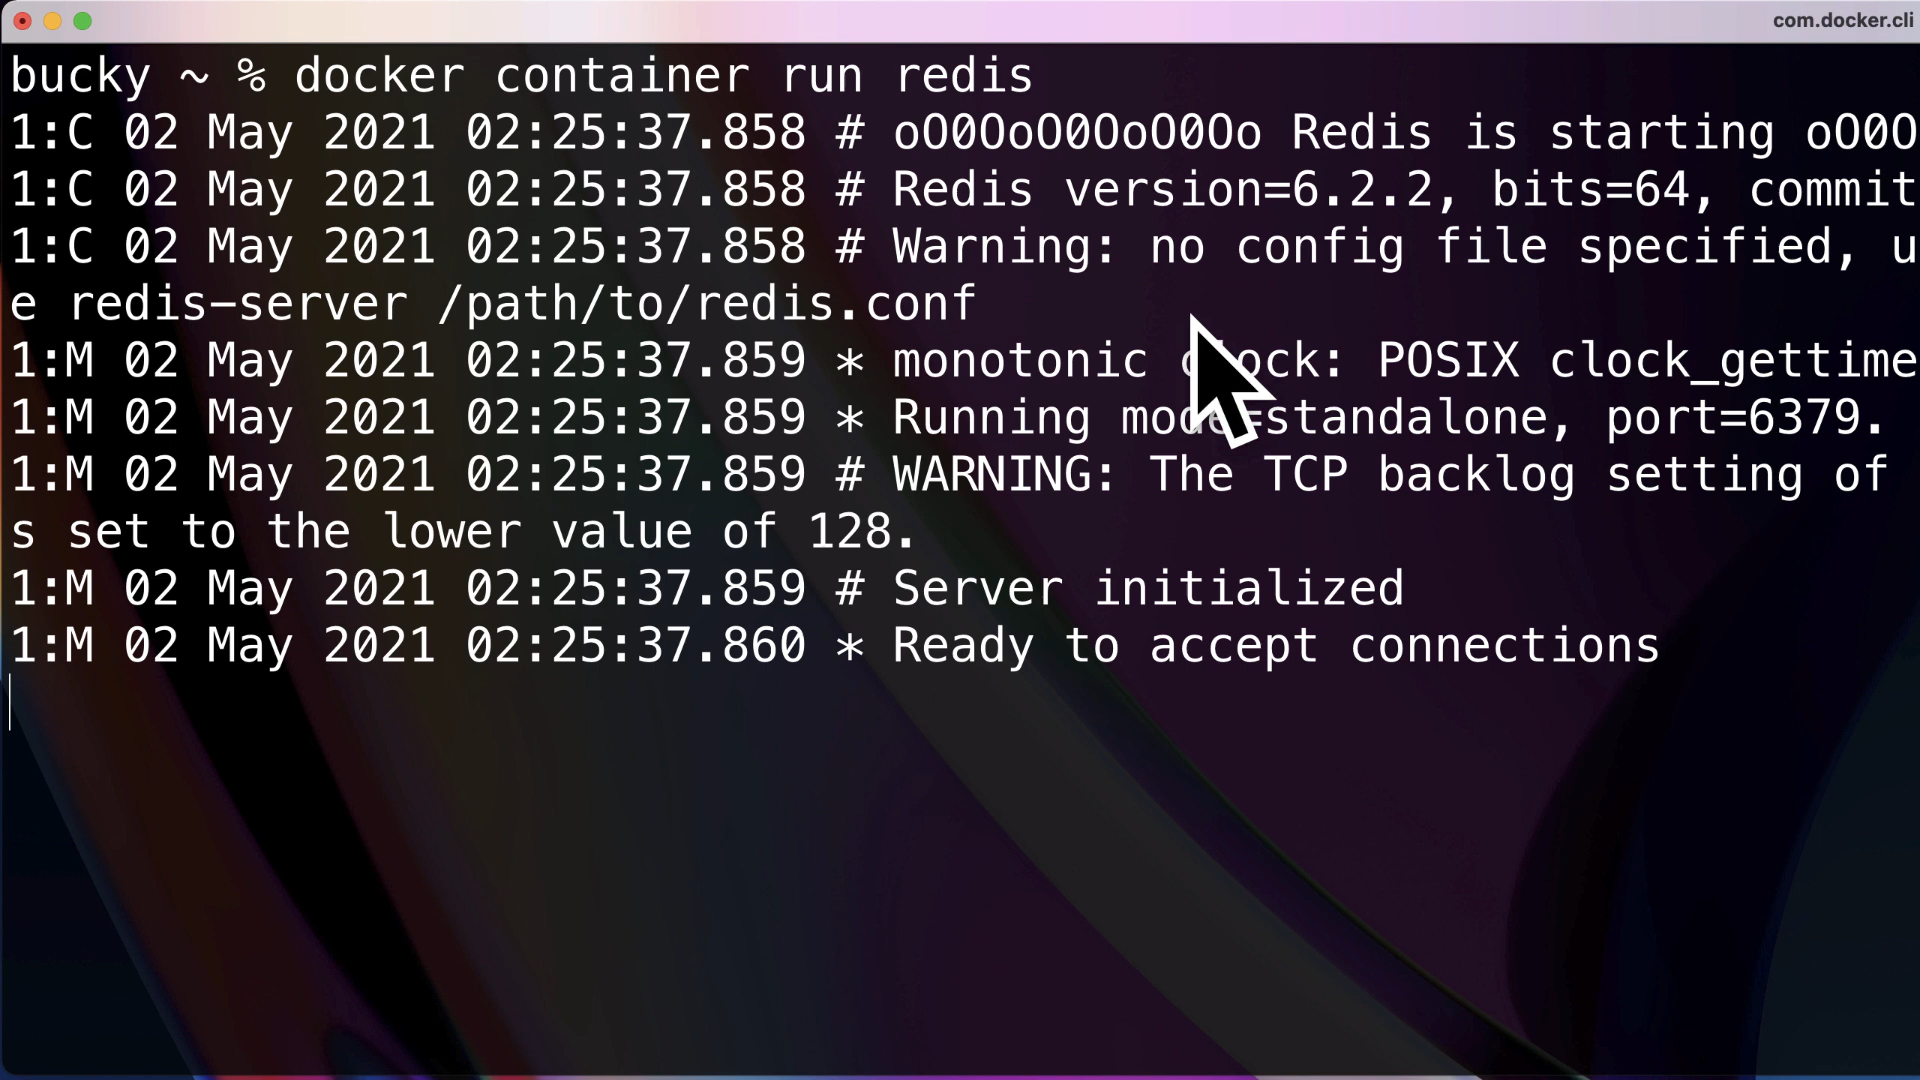 com.docker.cli
bucky ~ % docker container run redis
1:C 02 May 2021 02:25:37.858 # oO0OoO0OoO0Oo Redis is starting oO0O
1:C 02 May 2021 02:25:37.858 # Redis version=6.2.2, bits=64, commit
1:C 02 May 2021 02:25:37.858 # Warning: no config file specified, u
e redis-server /path/to/redis.conf
1:M 02 May 2021 02:25:37.859 * monotonic clock: POSIX clock_gettime
1:M 02 May 2021 02:25:37.859 * Running mode=standalone, port=6379.
1:M 02 May 2021 02:25:37.859 # WARNING: The TCP backlog setting of
s set to the lower value of 128.
1:M 02 May 2021 02:25:37.859 # Server initialized
1:M 02 May 2021 02:25:37.860 * Ready to accept connections